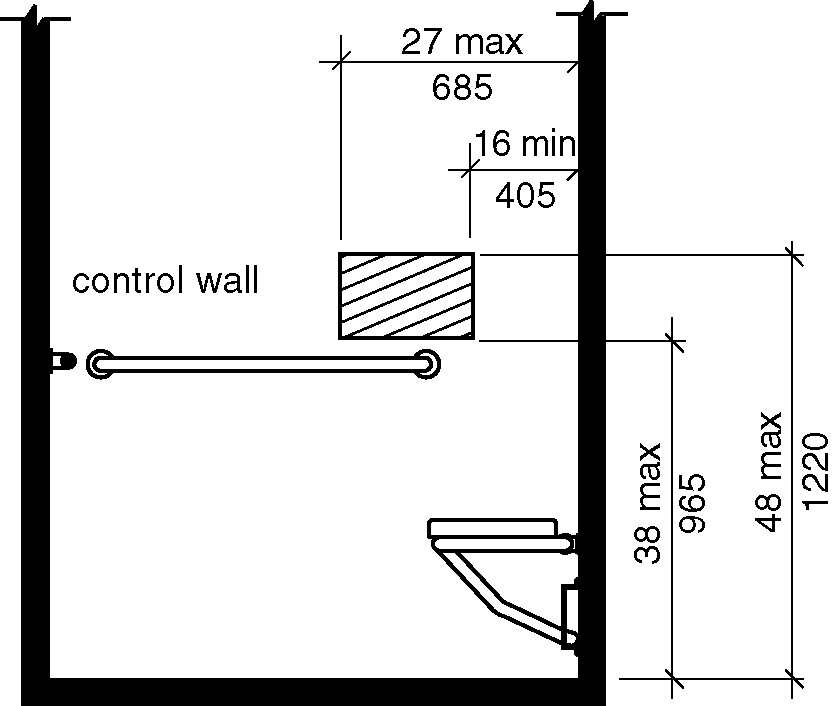 27 max
685
16 min
405
control wall
38 max
965
48 max
1220